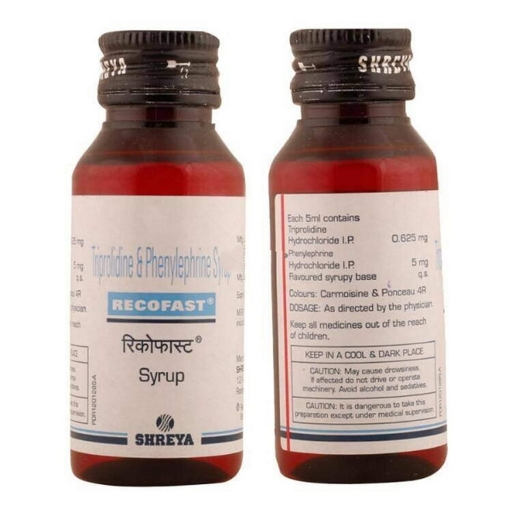 SHREYA
Triprolidine & Phenylephrine Syrup
RECOFAST®
रिकोफास्ट®
Syrup
SHREYA
SHREYA
Each 5ml contains
Triprolidine
Hydrochloride I.P. 0.625 mg
Phenylephrine
Hydrochloride I.P. 5 mg
Flavoured syrupy base q.s.
Colours: Carmoisine & Ponceau 4R
DOSAGE: As directed by the physician.
Keep all medicines out of the reach
of children.
KEEP IN A COOL & DARK PLACE
CAUTION: May cause drowsiness.
If affected do not drive or operate
machinery. Avoid alcohol and sedatives.
CAUTION: It is dangerous to take this
preparation except under medical supervision.